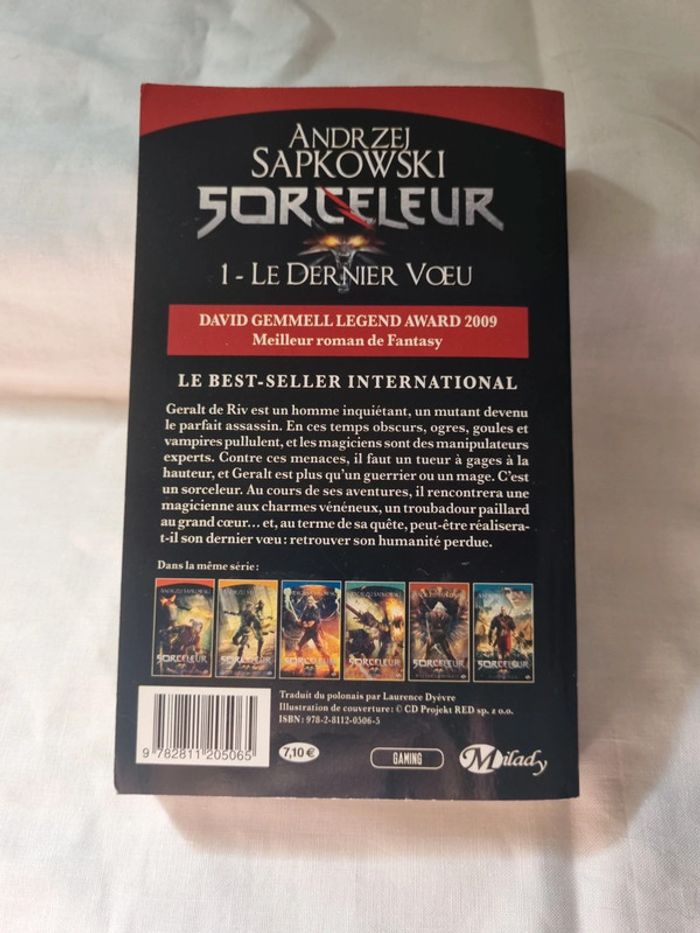 ANDRZEJ
SAPKOWSKI
SORCELEUR
1 - LE DERNIER VŒU
DAVID GEMMELL LEGEND AWARD 2009
Meilleur roman de Fantasy
LE BEST-SELLER INTERNATIONAL
Geralt de Riv est un homme inquiétant, un mutant devenu
le parfait assassin. En ces temps obscurs, ogres, goules et
vampires pullulent, et les magiciens sont des manipulateurs
experts. Contre ces menaces, il faut un tueur à gages à la
hauteur, et Geralt est plus qu'un guerrier ou un mage. C'est
un sorceleur. Au cours de ses aventures, il rencontrera une
magicienne aux charmes vénéneux, un troubadour paillard
au grand cœur... et, au terme de sa quête, peut-être réalisera-
t-il son dernier vœu : retrouver son humanité perdue.
Dans la même série :
SORCELEUR SORCELEUR SORCELEUR SORCELEUR SORCELEUR SORCELEUR
Traduit du polonais par Laurence Dyèvre
Illustration de couverture : © CD Projekt RED sp. z o.o.
ISBN : 978-2-8112-0506-5
9 782811 205065
7,10 €
GAMING
Milady